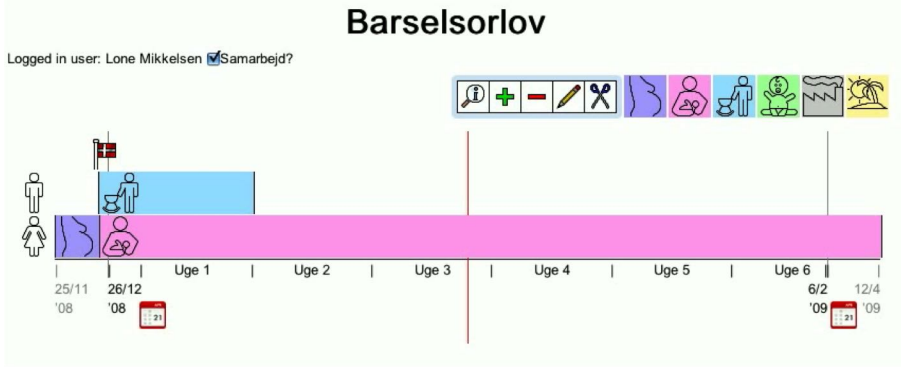 Barselsorlov
Logged in user: Lone Mikkelsen Samarbejd?
Uge 1 Uge 2 Uge 3 Uge 4 Uge 5 Uge 6
25/11 26/12 6/2 12/4
'08 '08 21 '09 21 '09